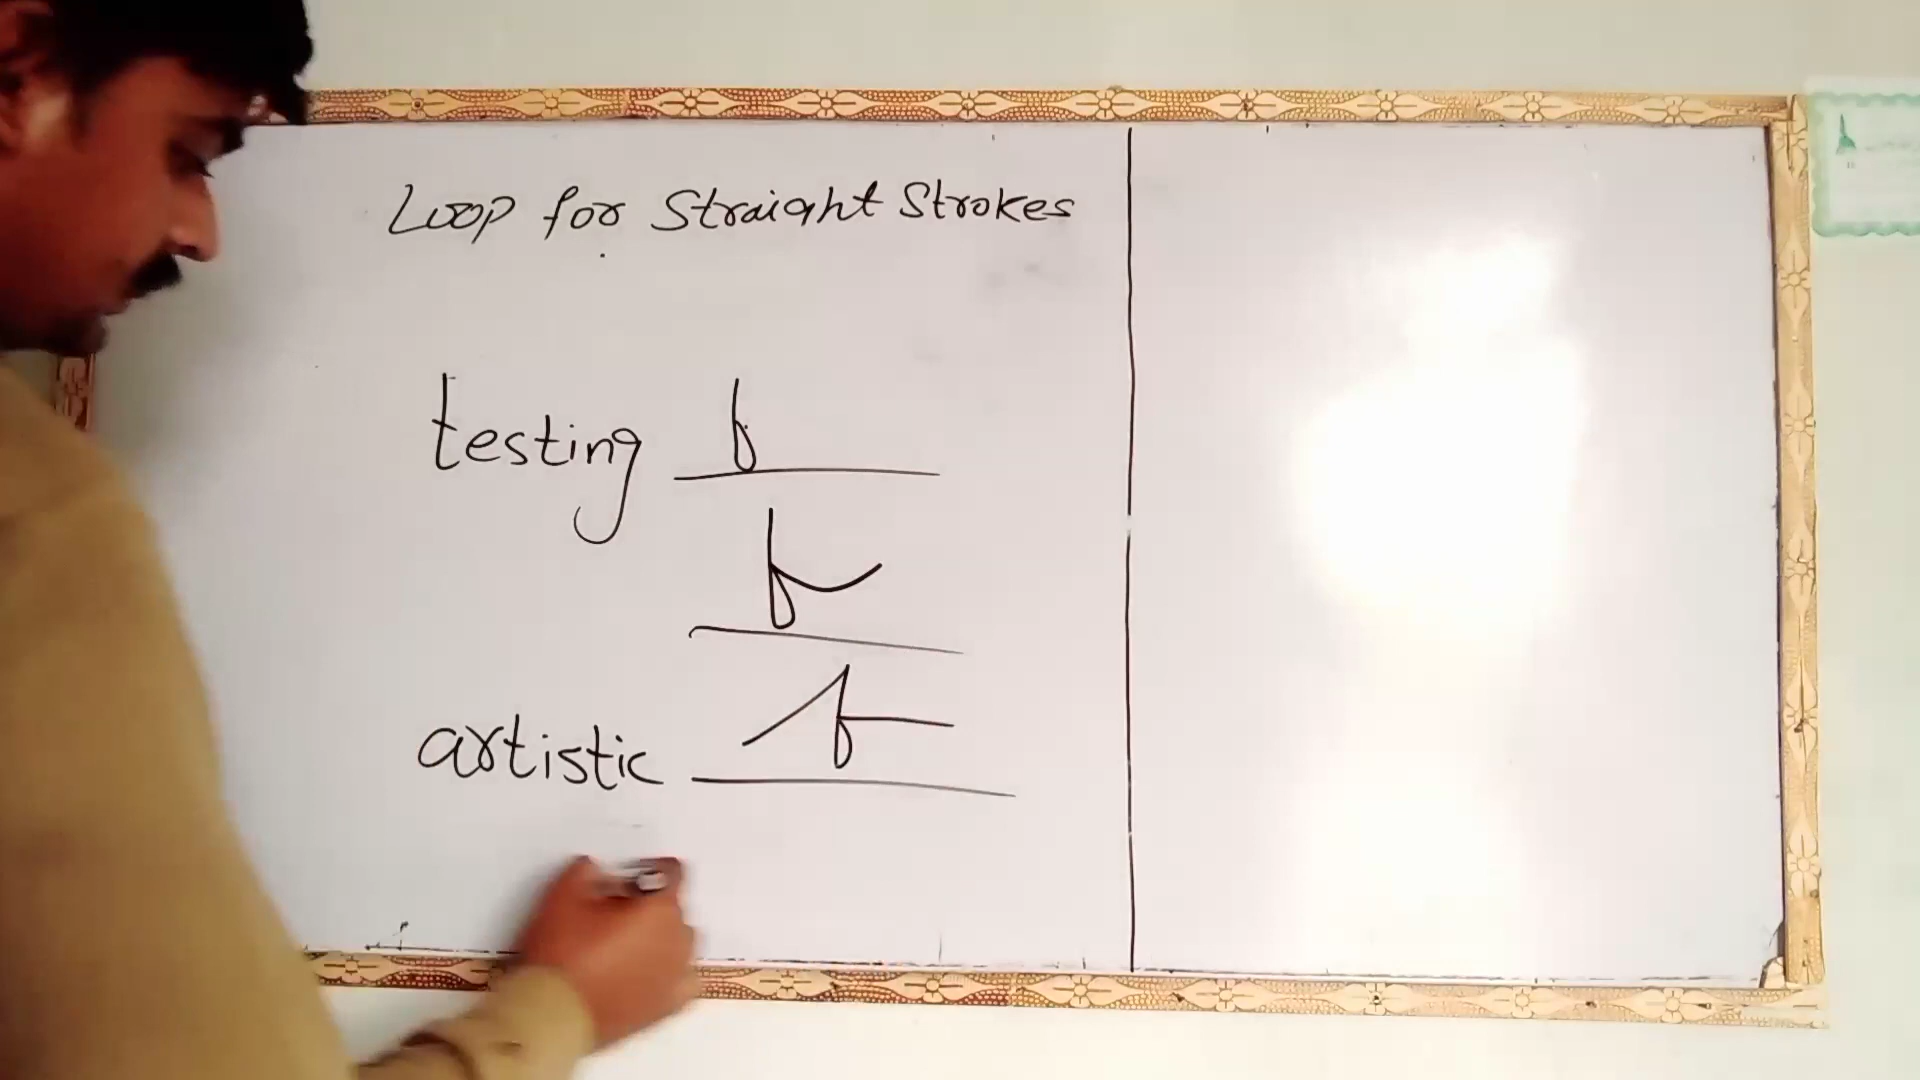 Loop for Straight Strokes
testing
artistic